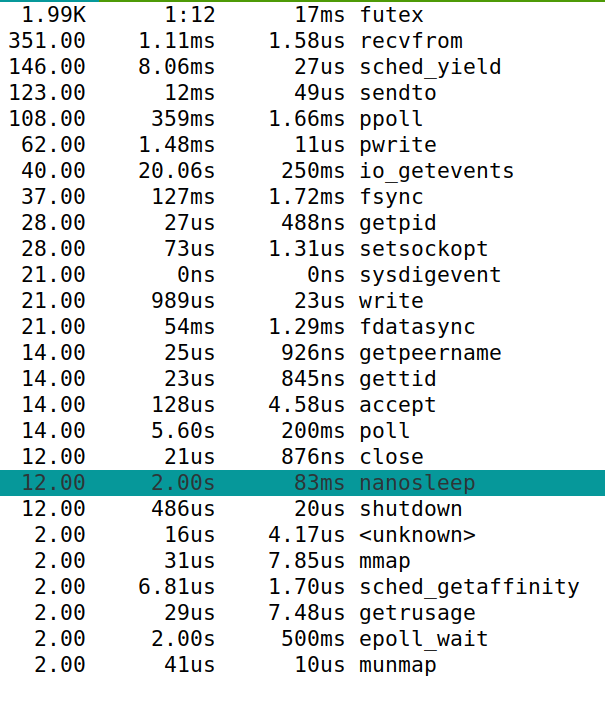 1.99K 1:12 17ms futex
351.00 1.11ms 1.58us recvfrom
146.00 8.06ms 27us sched_yield
123.00 12ms 49us sendto
108.00 359ms 1.66ms ppoll
62.00 1.48ms 11us pwrite
40.00 20.06s 250ms io_getevents
37.00 127ms 1.72ms fsync
28.00 27us 488ns getpid
28.00 73us 1.31us setsockopt
21.00 0ns 0ns sysdigevent
21.00 989us 23us write
21.00 54ms 1.29ms fdatasync
14.00 25us 926ns getpeername
14.00 23us 845ns gettid
14.00 128us 4.58us accept
14.00 5.60s 200ms poll
12.00 21us 876ns close
12.00 2.00s 83ms nanosleep
12.00 486us 20us shutdown
2.00 16us 4.17us <unknown>
2.00 31us 7.85us mmap
2.00 6.81us 1.70us sched_getaffinity
2.00 29us 7.48us getrusage
2.00 2.00s 500ms epoll_wait
2.00 41us 10us munmap